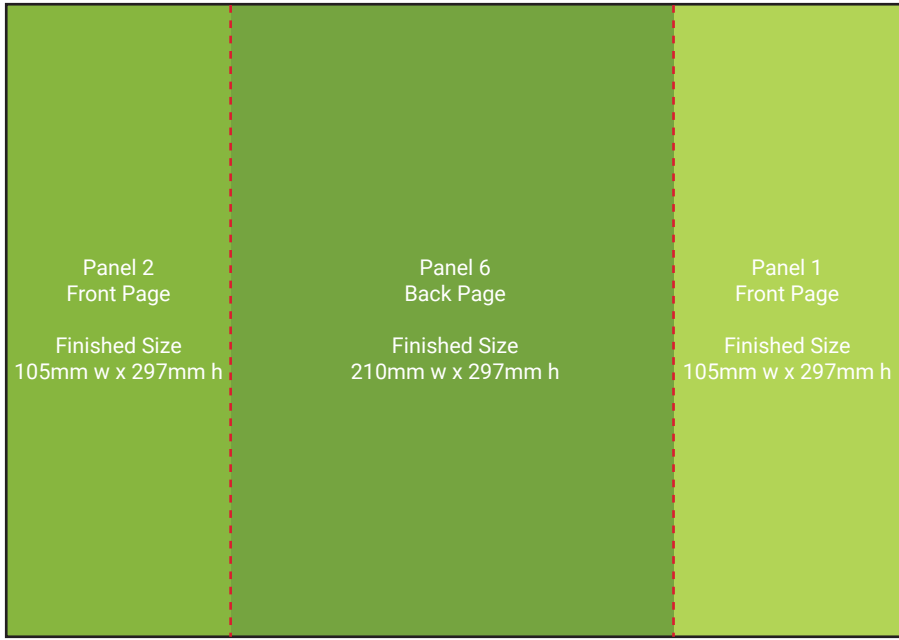 Panel 2
Front Page
Finished Size
105mm w x 297mm h
Panel 6
Back Page
Finished Size
210mm w x 297mm h
Panel 1
Front Page
Finished Size
105mm w x 297mm h